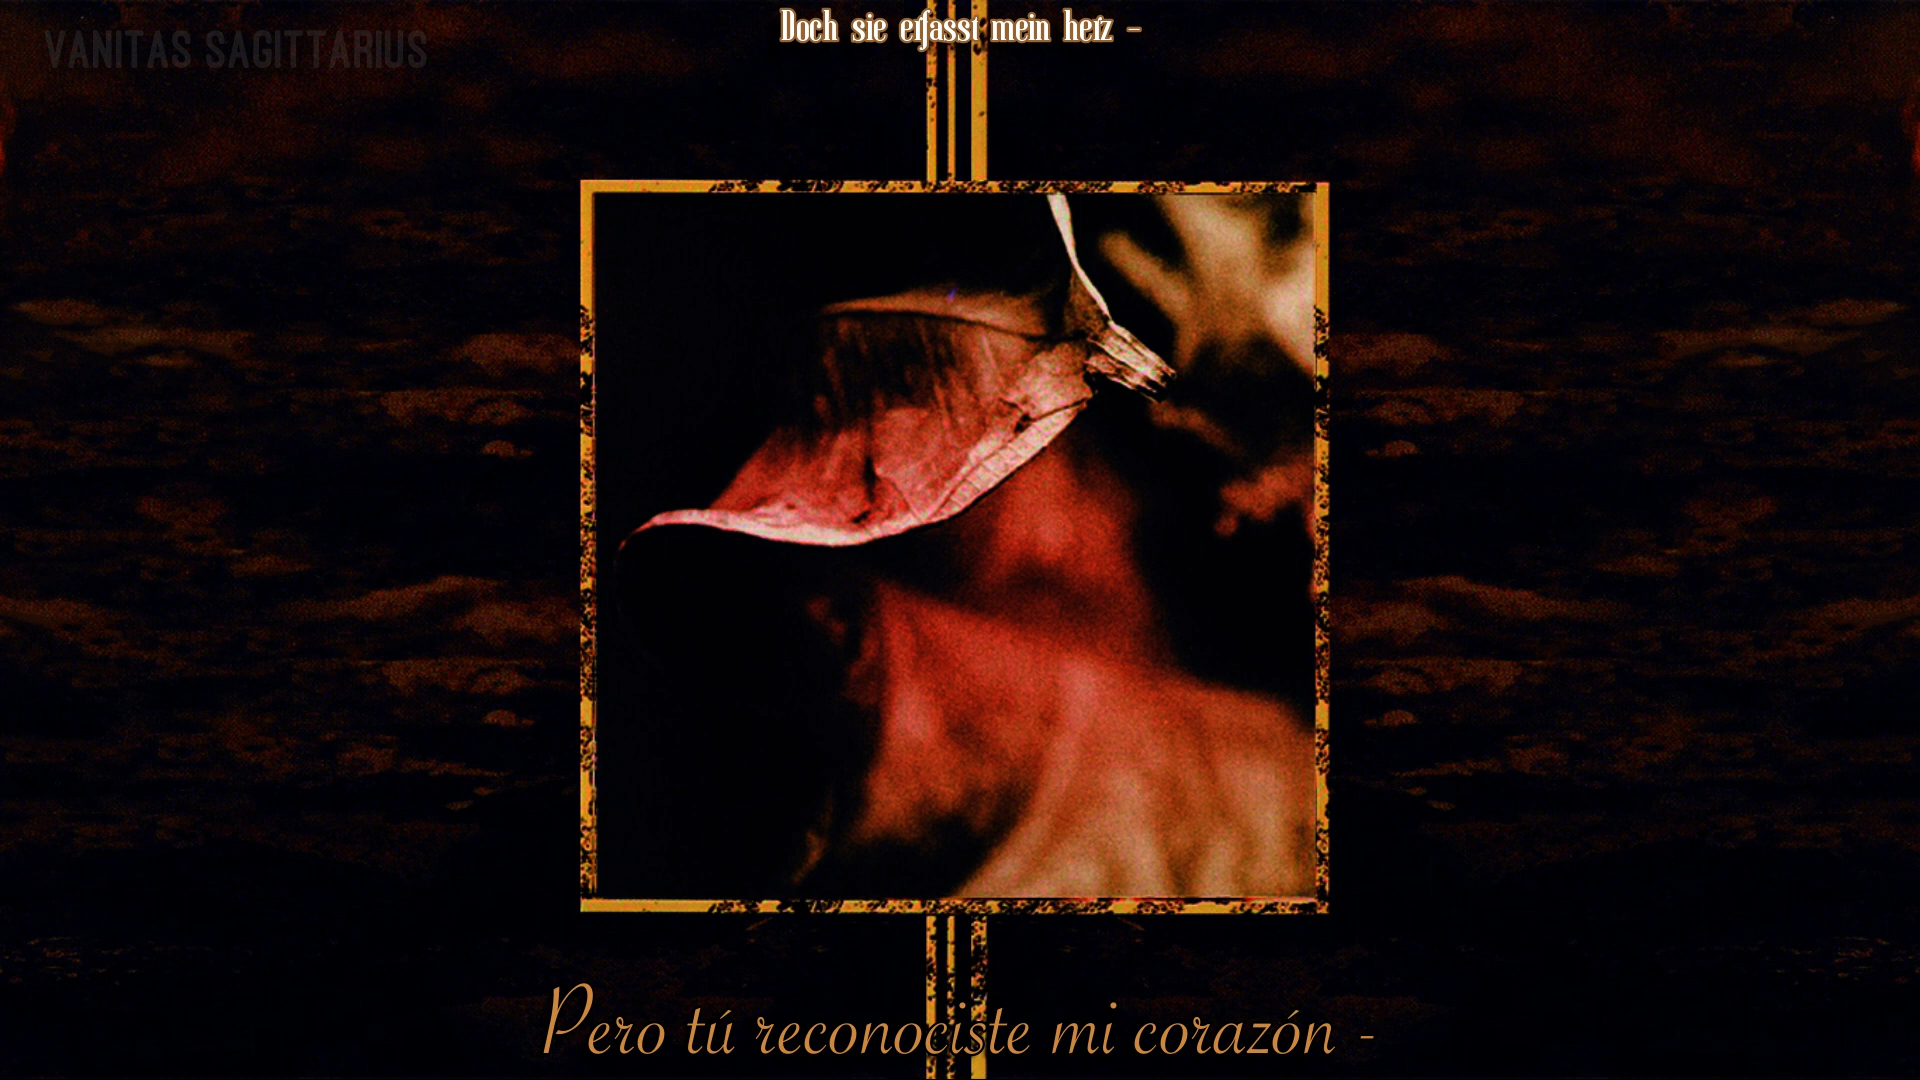 Doch sie erfasst mein herz -
VANITAS SAGITTARIUS
Pero tú reconociste mi corazón -